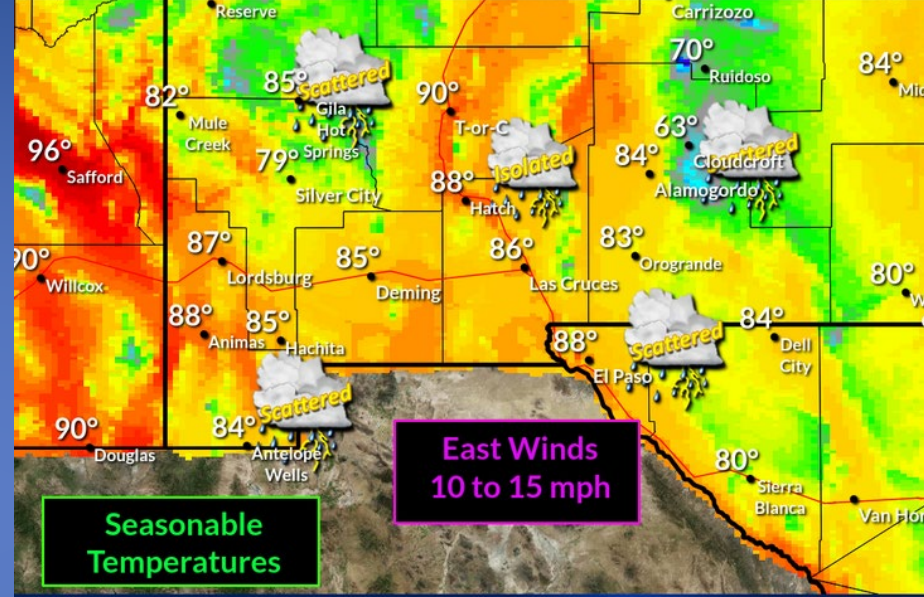 Reserve
Carrizozo
70°
Ruidoso
84°
85°
Scattered
Gila
Hot
Springs
82°
Mule
Creek
90°
T-or-C
Isolated
63°
Scattered
Cloudcroft
96°
Safford
79°
Silver City
88°
Hatch
84°
Alamogordo
90°
Willcox
87°
Lordsburg
85°
Deming
86°
Las Cruces
83°
Orogrande
80°
88°
Animas
85°
Hachita
88°
El Paso
Scattered
84°
Dell
City
90°
Douglas
84°
Antelope
Wells
Scattered
East Winds
10 to 15 mph
80°
Sierra
Blanca
Seasonable
Temperatures